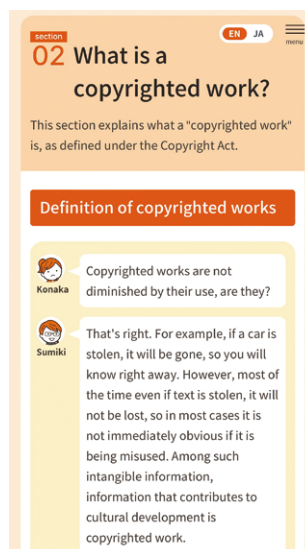 section
EN JA
menu
02 What is a
copyrighted work?
This section explains what a "copyrighted work"
is, as defined under the Copyright Act.
Definition of copyrighted works
Konaka
Copyrighted works are not
diminished by their use, are they?
Sumiki
That's right. For example, if a car is
stolen, it will be gone, so you will
know right away. However, most of
the time even if text is stolen, it will
not be lost, so in most cases it is
not immediately obvious if it is
being misused. Among such
intangible information,
information that contributes to
cultural development is
copyrighted work.